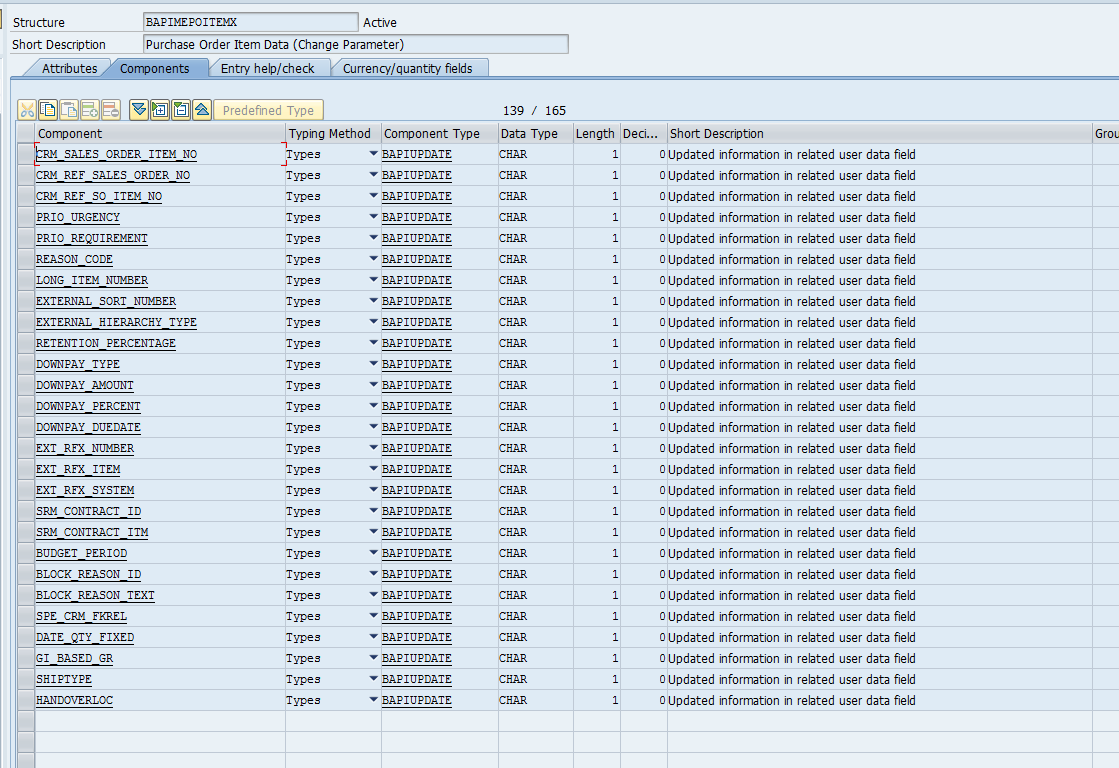 Structure BAPIMEPOITEMX Active
Short Description Purchase Order Item Data (Change Parameter)
Attributes Components Entry help/check Currency/quantity fields
Predefined Type 139 / 165
Component Typing Method Component Type Data Type Length Deci... Short Description Grou
CRM_SALES_ORDER_ITEM_NO Types BAPIUPDATE CHAR 1 0 Updated information in related user data field
CRM_REF_SALES_ORDER_NO Types BAPIUPDATE CHAR 1 0 Updated information in related user data field
CRM_REF_SO_ITEM_NO Types BAPIUPDATE CHAR 1 0 Updated information in related user data field
PRIO_URGENCY Types BAPIUPDATE CHAR 1 0 Updated information in related user data field
PRIO_REQUIREMENT Types BAPIUPDATE CHAR 1 0 Updated information in related user data field
REASON_CODE Types BAPIUPDATE CHAR 1 0 Updated information in related user data field
LONG_ITEM_NUMBER Types BAPIUPDATE CHAR 1 0 Updated information in related user data field
EXTERNAL_SORT_NUMBER Types BAPIUPDATE CHAR 1 0 Updated information in related user data field
EXTERNAL_HIERARCHY_TYPE Types BAPIUPDATE CHAR 1 0 Updated information in related user data field
RETENTION_PERCENTAGE Types BAPIUPDATE CHAR 1 0 Updated information in related user data field
DOWNPAY_TYPE Types BAPIUPDATE CHAR 1 0 Updated information in related user data field
DOWNPAY_AMOUNT Types BAPIUPDATE CHAR 1 0 Updated information in related user data field
DOWNPAY_PERCENT Types BAPIUPDATE CHAR 1 0 Updated information in related user data field
DOWNPAY_DUEDATE Types BAPIUPDATE CHAR 1 0 Updated information in related user data field
EXT_RFX_NUMBER Types BAPIUPDATE CHAR 1 0 Updated information in related user data field
EXT_RFX_ITEM Types BAPIUPDATE CHAR 1 0 Updated information in related user data field
EXT_RFX_SYSTEM Types BAPIUPDATE CHAR 1 0 Updated information in related user data field
SRM_CONTRACT_ID Types BAPIUPDATE CHAR 1 0 Updated information in related user data field
SRM_CONTRACT_ITM Types BAPIUPDATE CHAR 1 0 Updated information in related user data field
BUDGET_PERIOD Types BAPIUPDATE CHAR 1 0 Updated information in related user data field
BLOCK_REASON_ID Types BAPIUPDATE CHAR 1 0 Updated information in related user data field
BLOCK_REASON_TEXT Types BAPIUPDATE CHAR 1 0 Updated information in related user data field
SPE_CRM_FKREL Types BAPIUPDATE CHAR 1 0 Updated information in related user data field
DATE_QTY_FIXED Types BAPIUPDATE CHAR 1 0 Updated information in related user data field
GI_BASED_GR Types BAPIUPDATE CHAR 1 0 Updated information in related user data field
SHIPTYPE Types BAPIUPDATE CHAR 1 0 Updated information in related user data field
HANDOVERLOC Types BAPIUPDATE CHAR 1 0 Updated information in related user data field